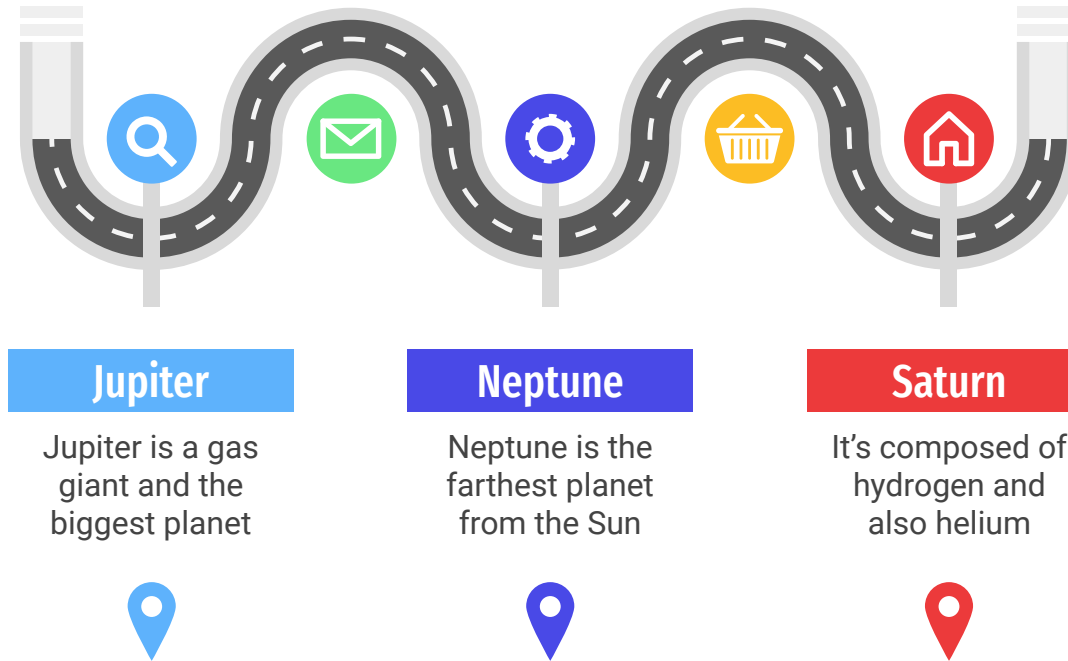 Jupiter
Jupiter is a gas
giant and the
biggest planet
Neptune
Neptune is the
farthest planet
from the Sun
Saturn
It’s composed of
hydrogen and
also helium